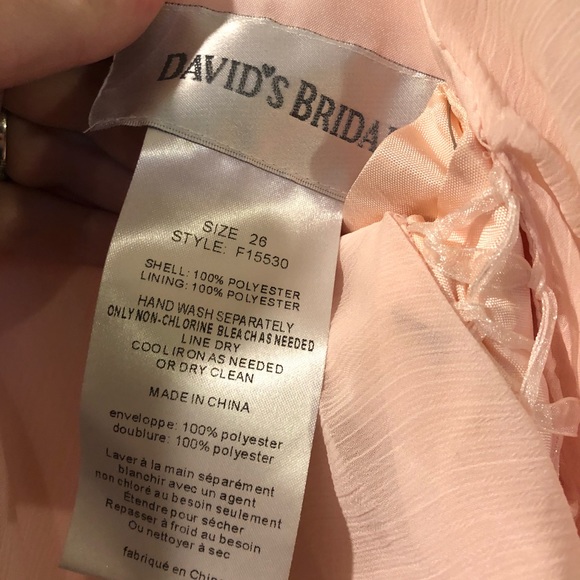 DAVID'S BRIDA
SIZE 26
STYLE: F15530
SHELL: 100% POLYESTER
LINING: 100% POLYESTER
HAND WASH SEPARATELY
ONLY NON-CHLORINE BLEACH AS NEEDED
LINE DRY
COOL IRON AS NEEDED
OR DRY CLEAN
MADE IN CHINA
enveloppe: 100% polyester
doublure: 100% polyester
Laver à la main séparément
blanchir avec un agent
non chloré au besoin seulement
Étendre pour sécher
Repasser à froid au besoin
Ou nettoyer à sec
fabriqué en Chin